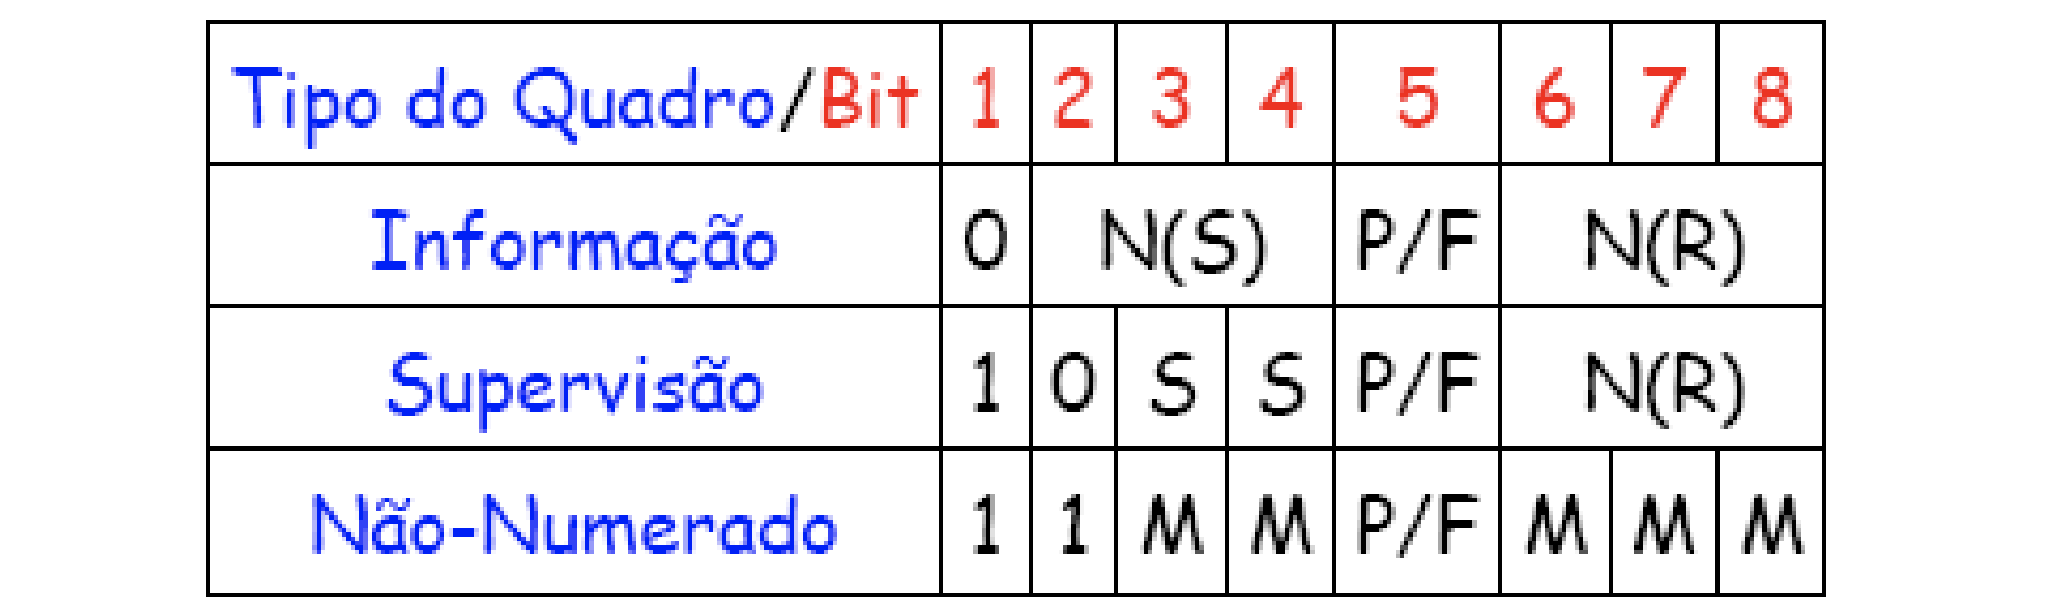 Tipo do Quadro/Bit 1 2 3 4 5 6 7 8
Informação 0 N(S) P/F N(R)
Supervisão 1 0 S S P/F N(R)
Não-Numerado 1 1 M M P/F M M M